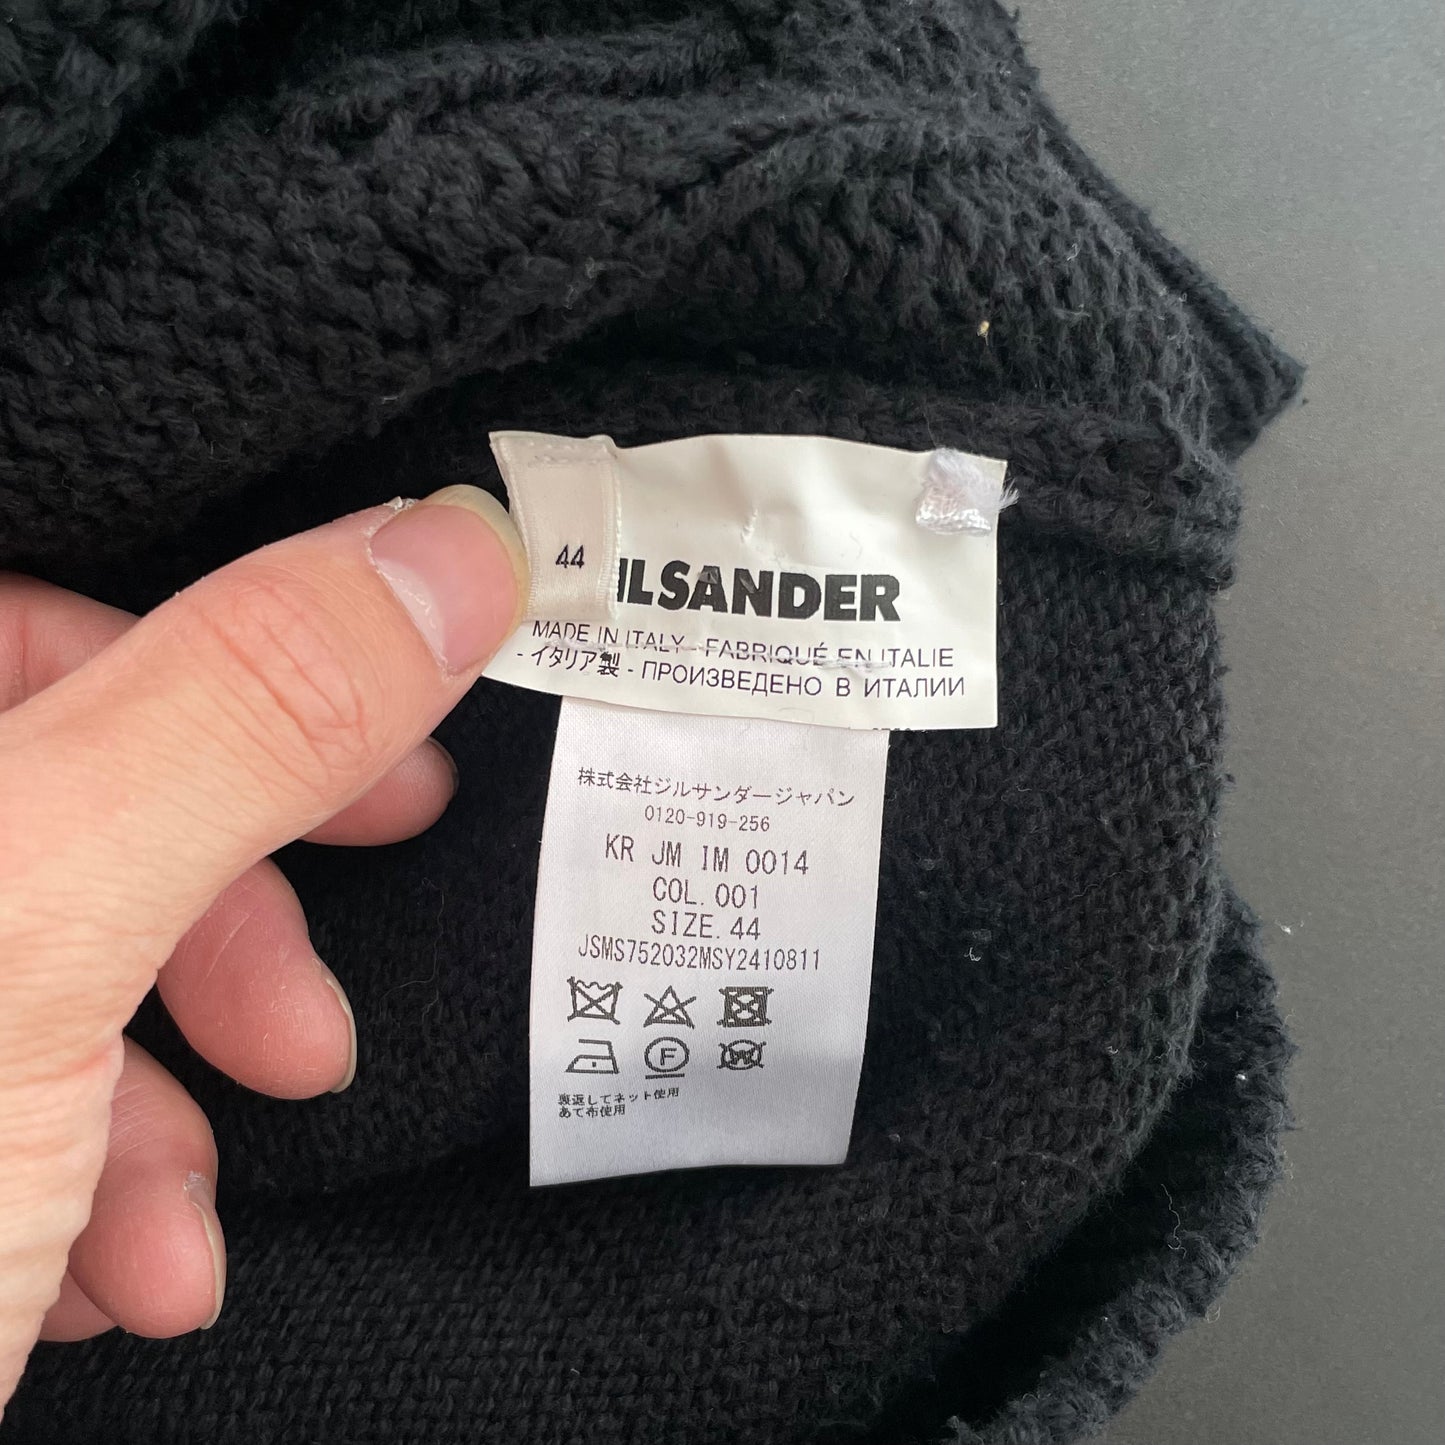 44
ILSANDER
MADE IN ITALY - FABRIQUÉ EN ITALIE
- イタリア製 - ПРОИЗВЕДЕНО В ИТАЛИИ
株式会社ジルサンダージャパン
0120-919-256
KR JM IM 0014
COL. 001
SIZE. 44
JSMS752032MSY2410811
F
W
裏返してネット使用
あて布使用